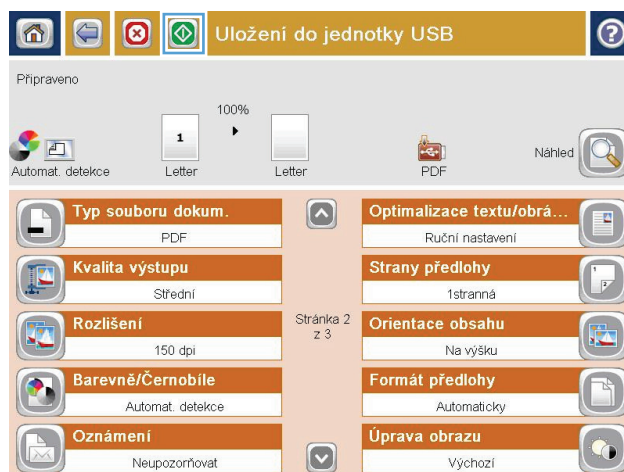 Uložení do jednotky USB
?
Připraveno
100%
1
Automat. detekce
Letter
Letter
PDF
Náhled
Typ souboru dokum.
PDF
Optimalizace textu/obrá...
Ruční nastavení
Kvalita výstupu
Střední
Strany předlohy
1stranná
1
2
Rozlišení
150 dpi
Stránka 2
z 3
Orientace obsahu
Na výšku
Barevně/Černobíle
Automat. detekce
Formát předlohy
Automaticky
Oznámení
Neupozorňovat
Úprava obrazu
Výchozí